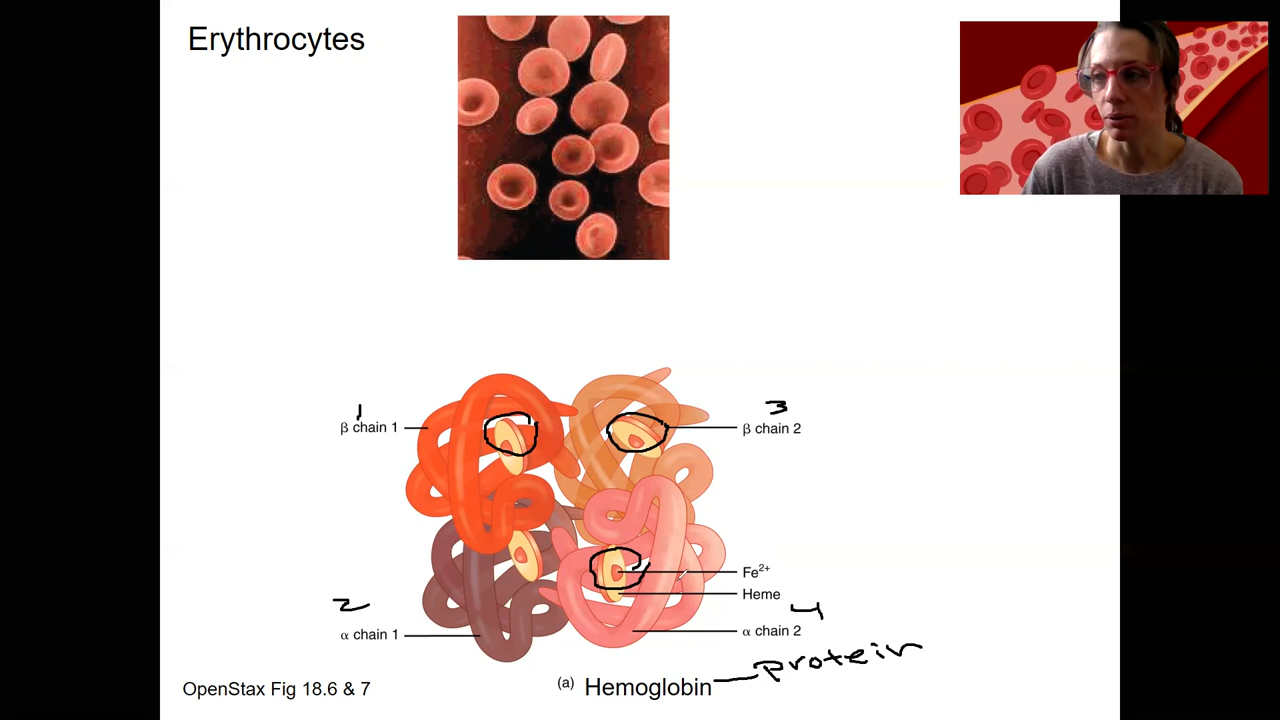 Erythrocytes
1
β chain 1
3
β chain 2
Fe2+
Heme
2
4
α chain 1
α chain 2
protein
(a) Hemoglobin
OpenStax Fig 18.6 & 7